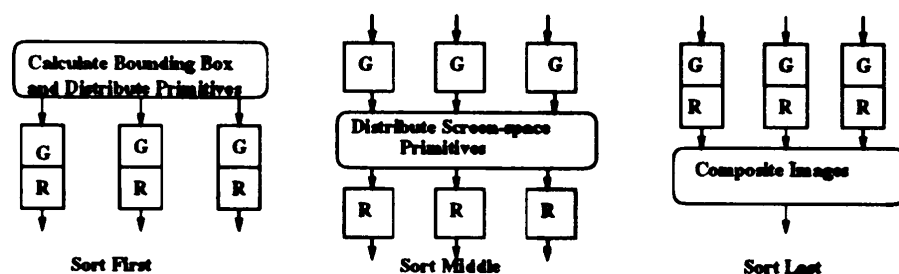 Calculate Bounding Box
and Distribute Primitives
G G G
R R R
Sort First
G G G
Distribute Screen-space
Primitives
R R R
Sort Middle
G G G
R R R
Composite Images
Sort Last